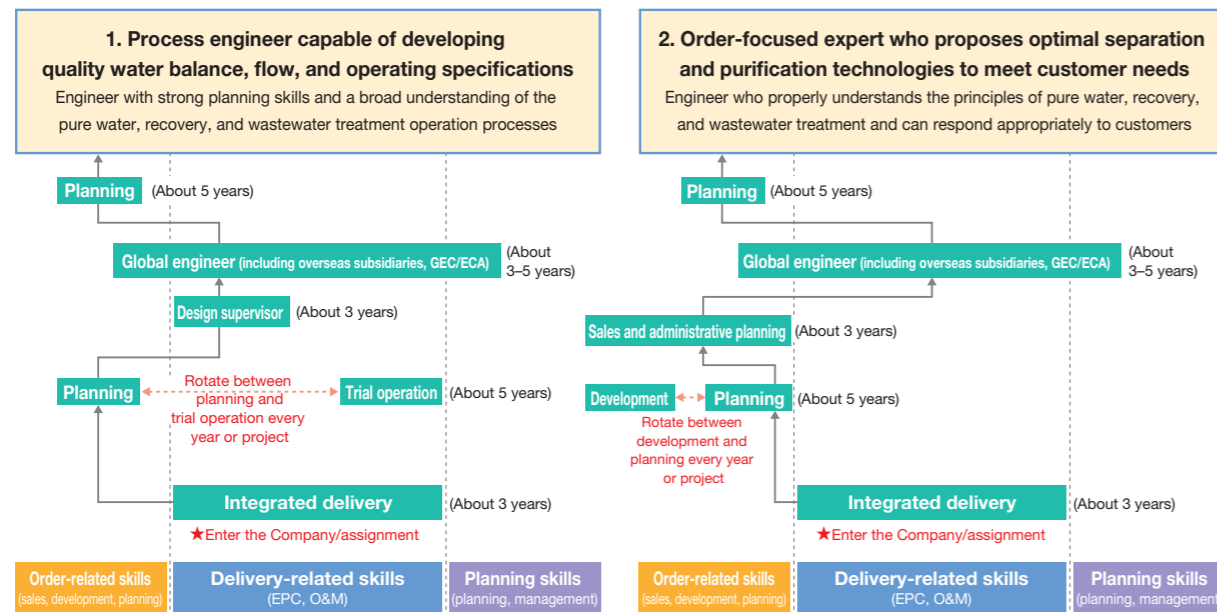 1. Process engineer capable of developing
quality water balance, flow, and operating specifications
Engineer with strong planning skills and a broad understanding of the
pure water, recovery, and wastewater treatment operation processes
Planning
(About 5 years)
Global engineer (including overseas subsidiaries, GEC/ECA)
(About
3–5 years)
Design supervisor
(About 3 years)
Planning
Rotate between
planning and
trial operation every
year or project
Trial operation
(About 5 years)
Integrated delivery
(About 3 years)
★Enter the Company/assignment
Order-related skills
(sales, development, planning)
Delivery-related skills
(EPC, O&M)
Planning skills
(planning, management)
2. Order-focused expert who proposes optimal separation
and purification technologies to meet customer needs
Engineer who properly understands the principles of pure water, recovery,
and wastewater treatment and can respond appropriately to customers
Planning
(About 5 years)
Global engineer (including overseas subsidiaries, GEC/ECA)
(About
3–5 years)
Sales and administrative planning
(About 3 years)
Development
Planning
(About 5 years)
Rotate between
development and
planning every year
or project
Integrated delivery
(About 3 years)
★Enter the Company/assignment
Order-related skills
(sales, development, planning)
Delivery-related skills
(EPC, O&M)
Planning skills
(planning, management)